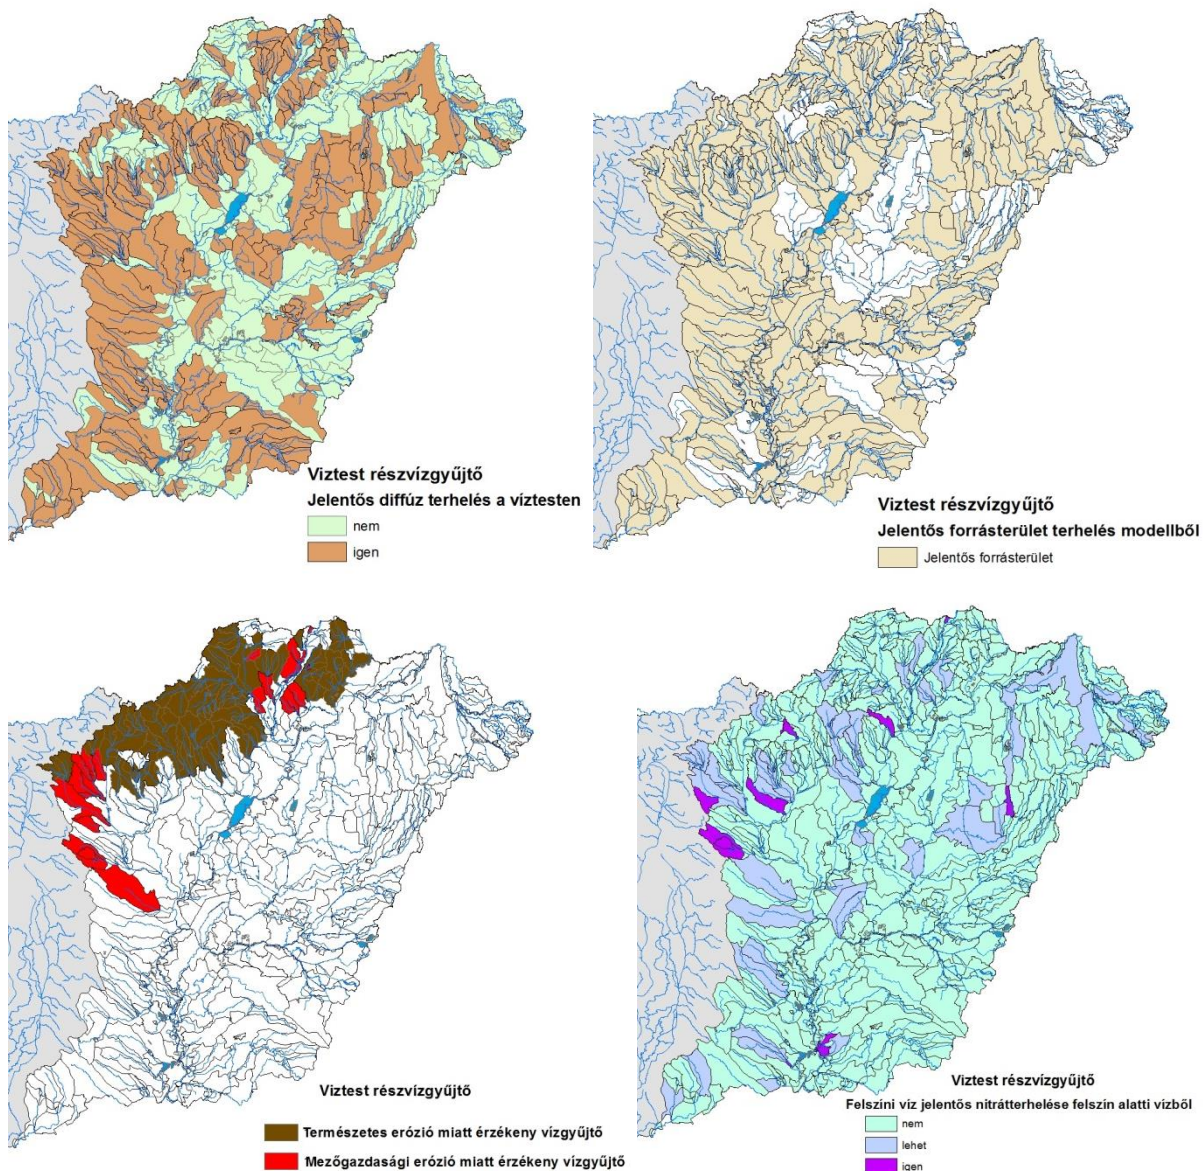 Viztest részvízgyűjtő
Jelentős diffúz terhelés a víztesten
nem
igen
Viztest részvízgyűjtő
Jelentős forrásterület terhelés modellből
Jelentős forrásterület
Viztest részvízgyűjtő
Természetes erózió miatt érzékeny vízgyűjtő
Mezőgazdasági erózió miatt érzékeny vízgyűjtő
Viztest részvízgyűjtő
Felszíni víz jelentős nitrátterhelése felszín alatti vízből
nem
lehet
igen